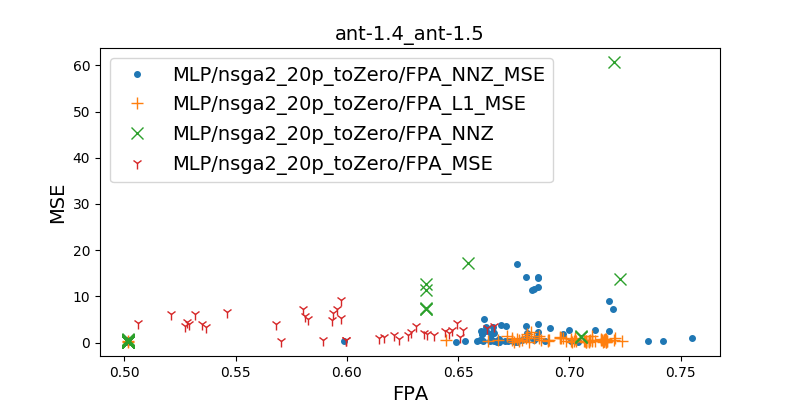 ant-1.4_ant-1.5
MLP/nsga2_20p_toZero/FPA_NNZ_MSE
MLP/nsga2_20p_toZero/FPA_L1_MSE
MLP/nsga2_20p_toZero/FPA_NNZ
MLP/nsga2_20p_toZero/FPA_MSE
MSE
60
50
40
30
20
10
0
0.50 0.55 0.60 0.65 0.70 0.75
FPA